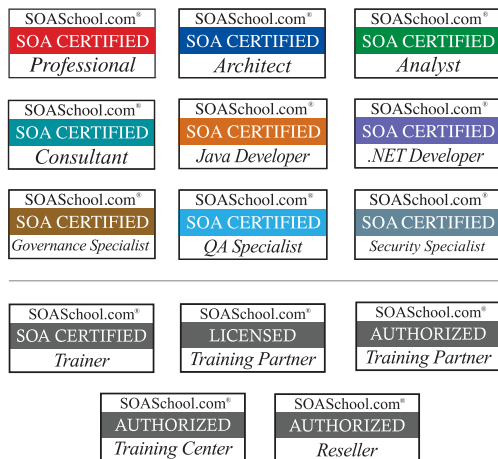 SOASchool.com®
SOA CERTIFIED
Professional
SOASchool.com®
SOA CERTIFIED
Architect
SOASchool.com®
SOA CERTIFIED
Analyst
SOASchool.com®
SOA CERTIFIED
Consultant
SOASchool.com®
SOA CERTIFIED
Java Developer
SOASchool.com®
SOA CERTIFIED
.NET Developer
SOASchool.com®
SOA CERTIFIED
Governance Specialist
SOASchool.com®
SOA CERTIFIED
QA Specialist
SOASchool.com®
SOA CERTIFIED
Security Specialist
SOASchool.com®
SOA CERTIFIED
Trainer
SOASchool.com®
LICENSED
Training Partner
SOASchool.com®
AUTHORIZED
Training Partner
SOASchool.com®
AUTHORIZED
Training Center
SOASchool.com®
AUTHORIZED
Reseller